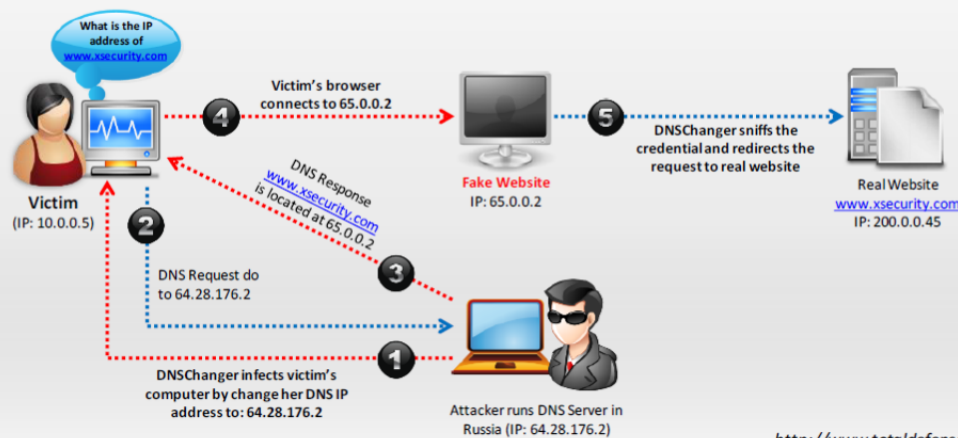 What is the IP
address of
www.xsecurity.com
Victim's browser
connects to 65.0.0.2
4
5
DNSChanger sniffs the
credential and redirects the
request to real website
Victim
(IP: 10.0.0.5)
Fake Website
IP: 65.0.0.2
Real Website
www.xsecurity.com
IP: 200.0.0.45
DNS Response
www.xsecurity.com
is located at 65.0.0.2
2
3
DNS Request do
to 64.28.176.2
1
DNSChanger infects victim's
computer by change her DNS IP
address to: 64.28.176.2
Attacker runs DNS Server in
Russia (IP: 64.28.176.2)